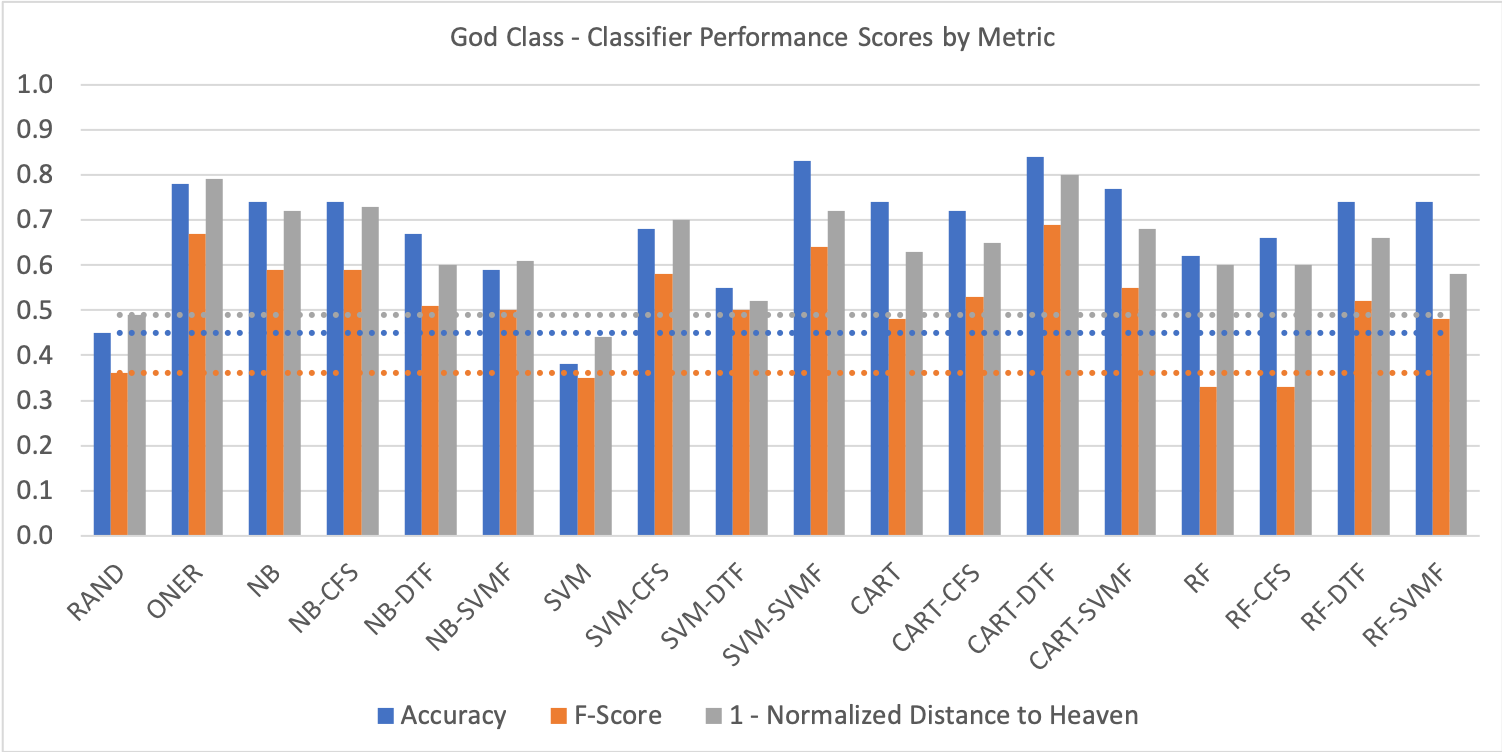 God Class - Classifier Performance Scores by Metric
1.0
0.9
0.8
0.7
0.6
0.5
0.4
0.3
0.2
0.1
0.0
RAND
ONER
NB
NB-CFS
NB-DTF
NB-SVMF
SVM
SVM-CFS
SVM-DTF
SVM-SVMF
CART
CART-CFS
CART-DTF
CART-SVMF
RF
RF-CFS
RF-DTF
RF-SVMF
Accuracy F-Score 1 - Normalized Distance to Heaven